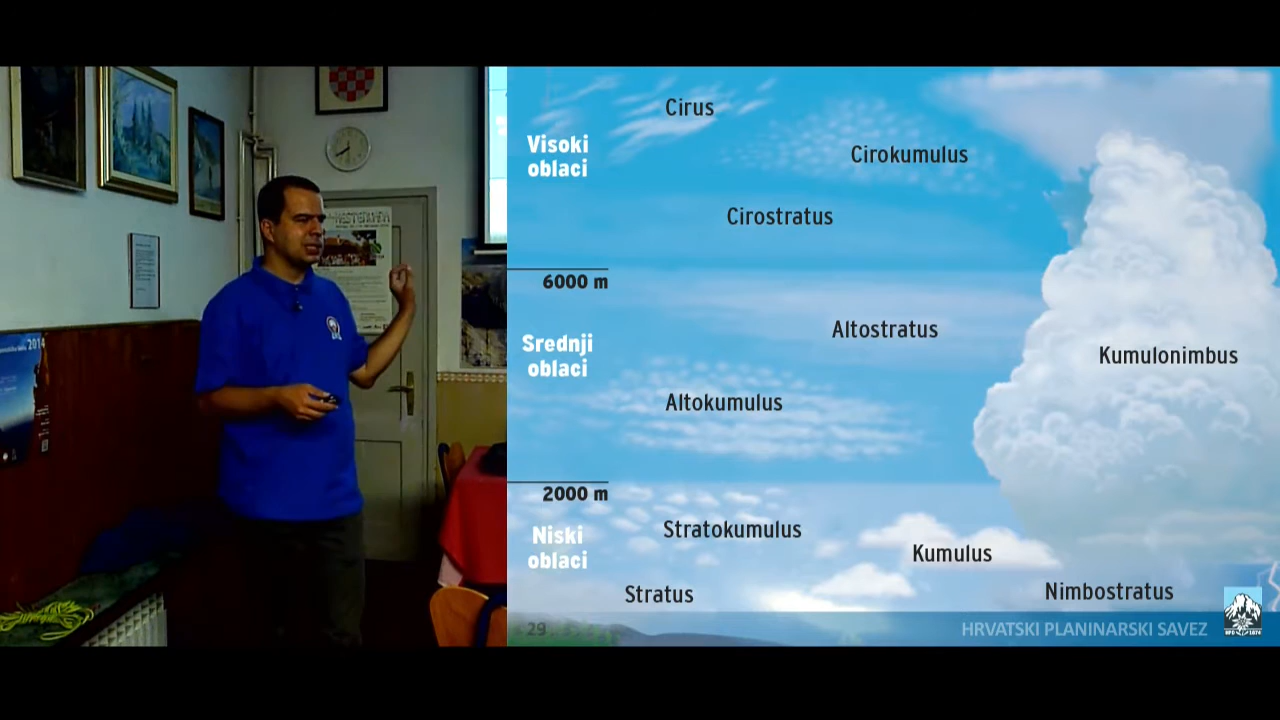 2014
Cirus
Visoki
oblaci
Cirokumulus
Cirostratus
6000 m
Srednji
oblaci
Altostratus
Kumulonimbus
Altokumulus
2000 m
Niski
oblaci
Stratokumulus
Kumulus
Stratus
Nimbostratus
29
HRVATSKI PLANINARSKI SAVEZ